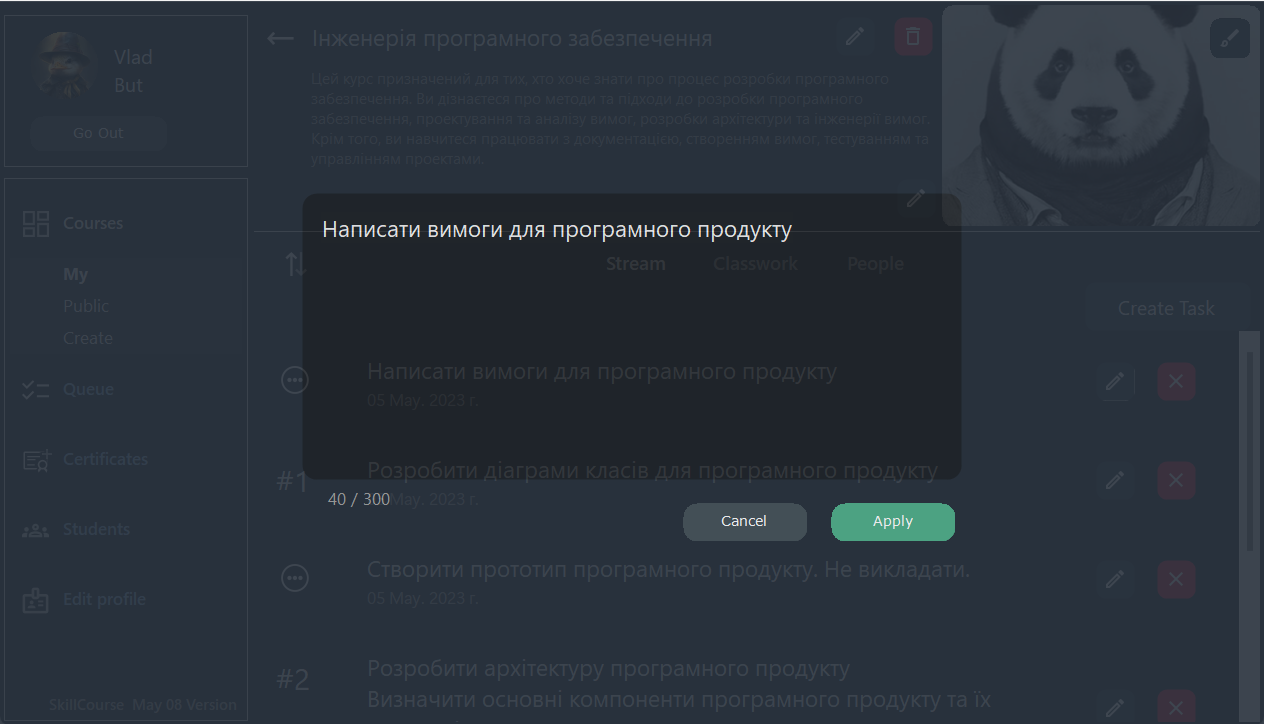 Vlad
But
Go Out
Courses
My
Public
Create
Queue
Certificates
Students
Edit profile
SkillCourse May 08 Version
Інженерія програмного забезпечення
Цей курс призначений для тих, хто хоче знати про процес розробки програмного
забезпечення. Ви дізнаєтеся про методи та підходи до розробки програмного
забезпечення, проектування та аналізу вимог, розробки архітектури та інженерії вимог.
Крім того, ви навчитеся працювати з документацією, створенням вимог, тестуванням та
управлінням проектами.
Написати вимоги для програмного продукту
Stream
Classwork
People
Create Task
Написати вимоги для програмного продукту
05 May. 2023 г.
#1
Розробити діаграми класів для програмного продукту
40 / 300
May. 2023 г.
Cancel
Apply
Створити прототип програмного продукту. Не викладати.
05 May. 2023 г.
#2
Розробити архітектуру програмного продукту
Визначити основні компоненти програмного продукту та їх